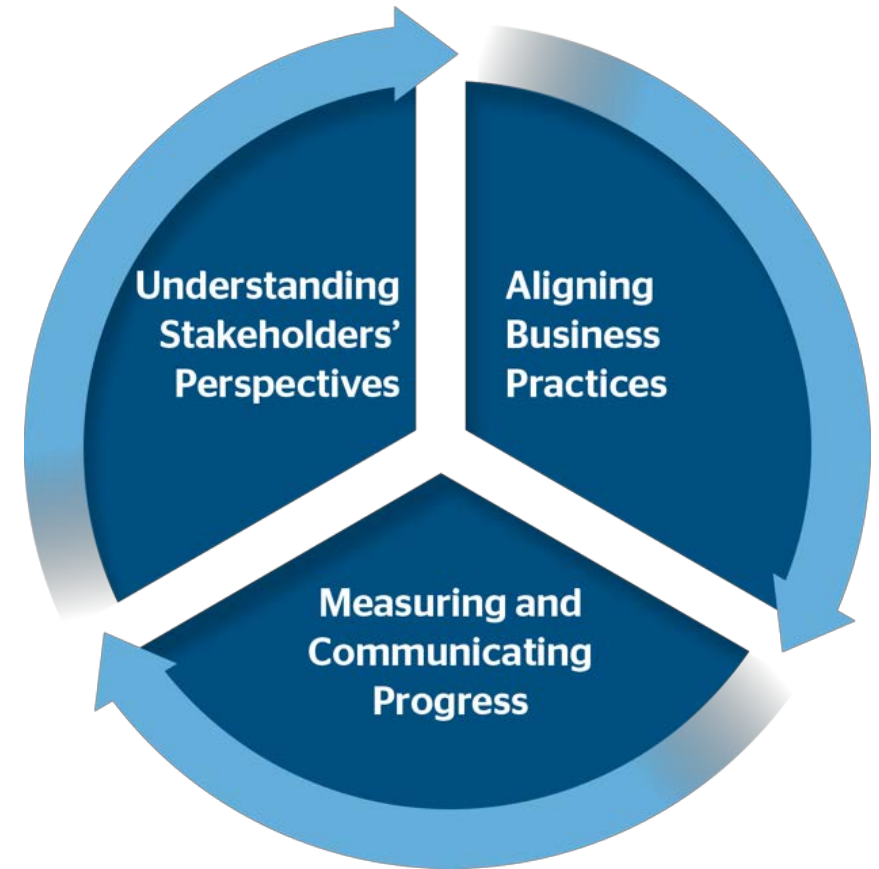 Understanding
Stakeholders’
Perspectives
Aligning
Business
Practices
Measuring and
Communicating
Progress